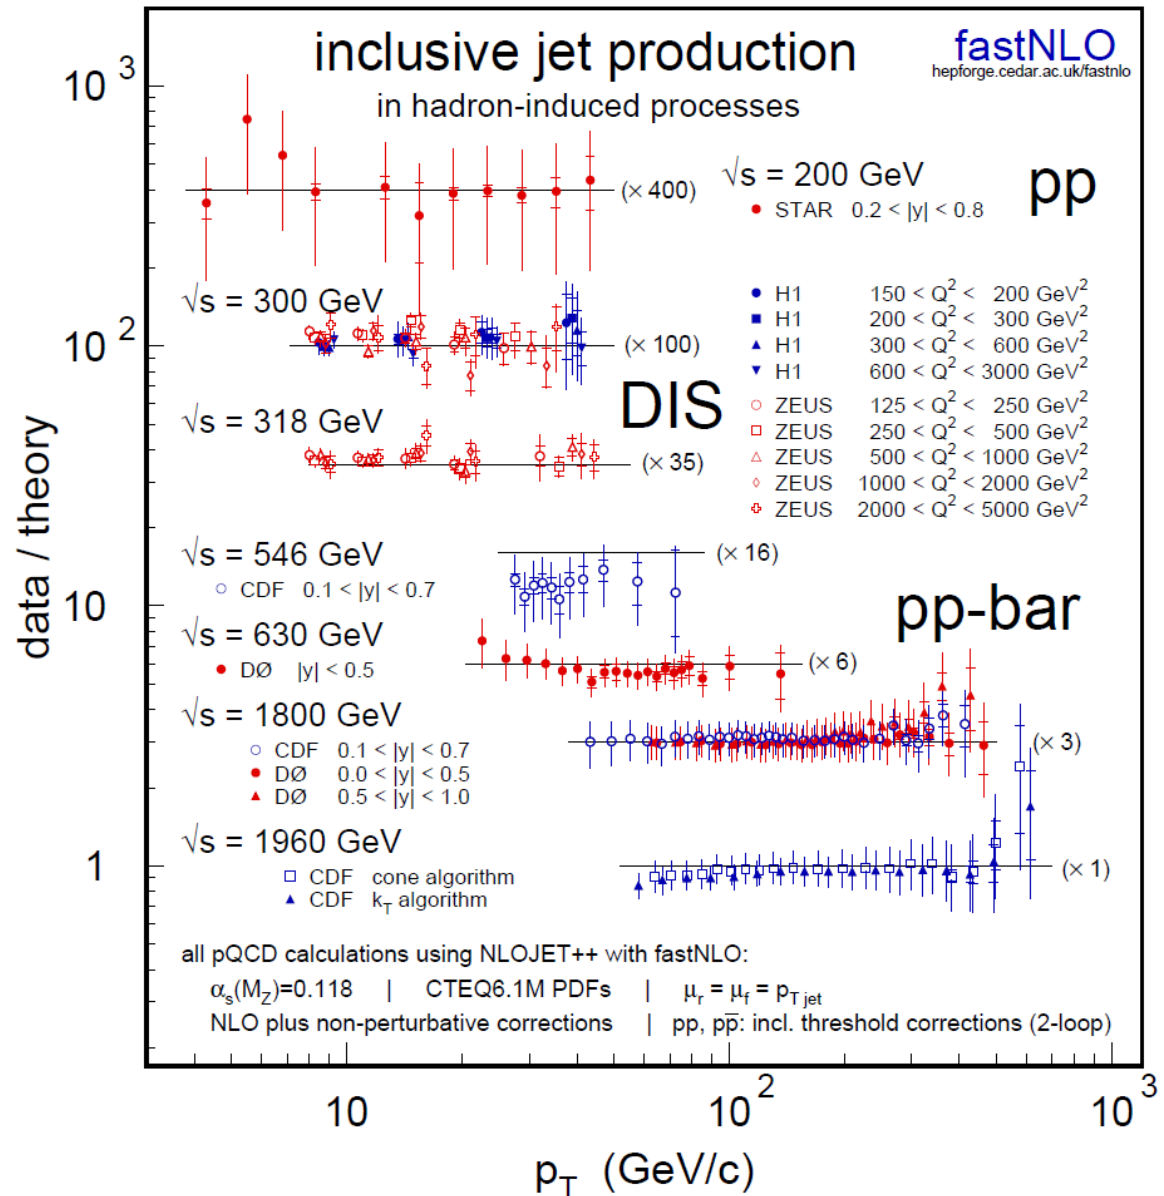 inclusive jet production
in hadron-induced processes
fastNLO
hepforge.cedar.ac.uk/fastnlo
data / theory
10³
10²
10
1
(× 400)
√s = 200 GeV
pp
STAR 0.2 < |y| < 0.8
√s = 300 GeV
(× 100)
H1 150 < Q² < 200 GeV²
H1 200 < Q² < 300 GeV²
H1 300 < Q² < 600 GeV²
H1 600 < Q² < 3000 GeV²
DIS
√s = 318 GeV
(× 35)
ZEUS 125 < Q² < 250 GeV²
ZEUS 250 < Q² < 500 GeV²
ZEUS 500 < Q² < 1000 GeV²
ZEUS 1000 < Q² < 2000 GeV²
ZEUS 2000 < Q² < 5000 GeV²
√s = 546 GeV
(× 16)
CDF 0.1 < |y| < 0.7
pp-bar
√s = 630 GeV
(× 6)
DØ |y| < 0.5
√s = 1800 GeV
(× 3)
CDF 0.1 < |y| < 0.7
DØ 0.0 < |y| < 0.5
DØ 0.5 < |y| < 1.0
√s = 1960 GeV
(× 1)
CDF cone algorithm
CDF k_T algorithm
all pQCD calculations using NLOJET++ with fastNLO:
α_s(M_Z)=0.118 | CTEQ6.1M PDFs | μ_r = μ_f = p_T jet
NLO plus non-perturbative corrections | pp, pp̅: incl. threshold corrections (2-loop)
10 10² 10³
p_T (GeV/c)